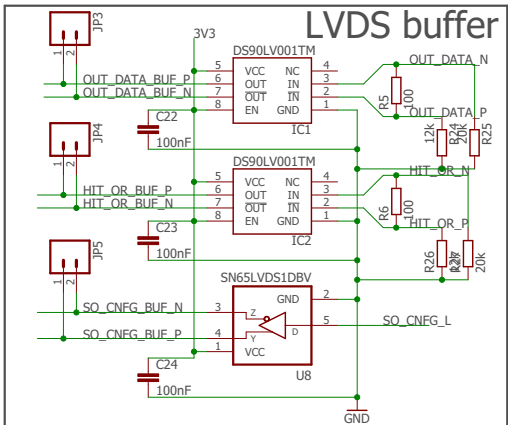 LVDS buffer
JP3
3V3
DS90LV001TM
1
2
5
VCC
NC
4
OUT_DATA_N
OUT_DATA_BUF_P
6
OUT
IN
3
OUT_DATA_BUF_N
7
OUT
IN
2
R5
100
8
EN
GND
1
OUT_DATA_P
IC1
C22
100nF
12k
R24
20k
R25
JP4
DS90LV001TM
1
2
5
VCC
NC
4
HIT_OR_N
HIT_OR_BUF_P
6
OUT
IN
3
HIT_OR_BUF_N
7
OUT
IN
2
R6
100
8
EN
GND
1
HIT_OR_P
IC2
C23
100nF
R26
20k
JP5
SN65LVDS1DBV
1
2
GND
2
SO_CNFG_BUF_N
3
Z
D
5
SO_CNFG_L
SO_CNFG_BUF_P
4
Y
1
VCC
U8
C24
100nF
GND